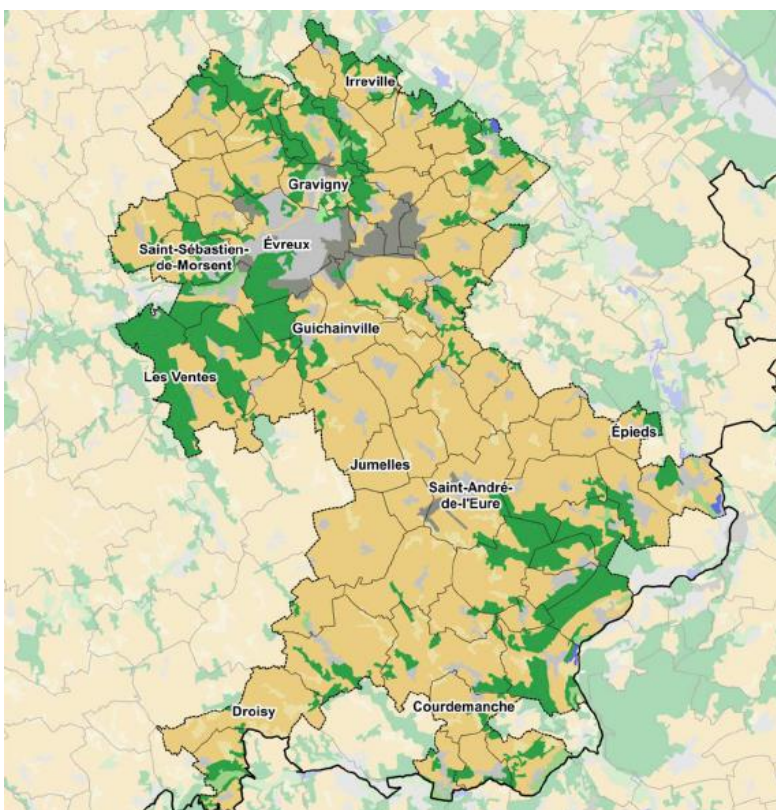 Irreville
Gravigny
Évreux
Saint-Sébastien-
de-Morsent
Guichainville
Les Ventes
Épieds
Jumelles
Saint-André-
de-l'Eure
Droisy
Courdemanche